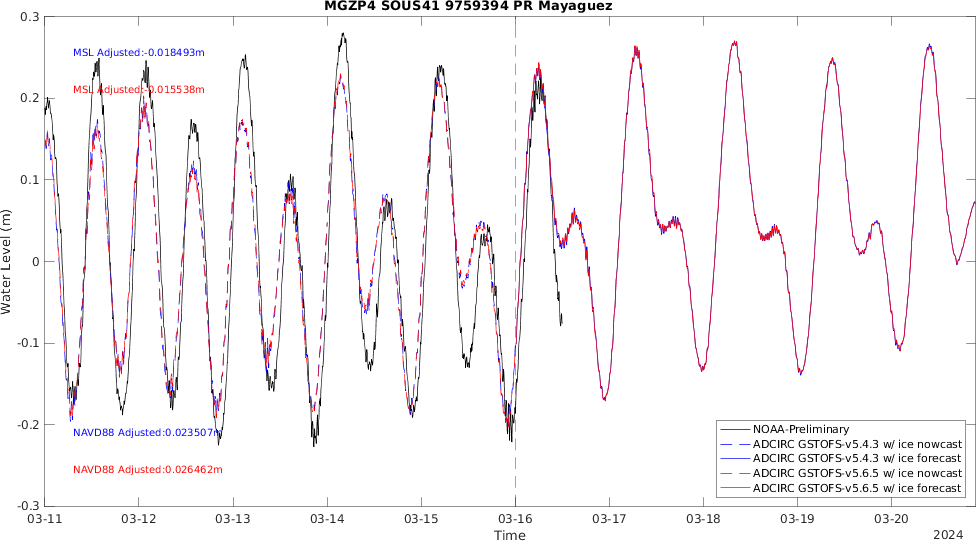 MGZP4 SOUS41 9759394 PR Mayaguez
0.3
0.2
0.1
0
-0.1
-0.2
-0.3
Water Level (m)
MSL Adjusted:-0.018493m
MSL Adjusted:-0.015538m
NAVD88 Adjusted:0.023507m
NAVD88 Adjusted:0.026462m
NOAA-Preliminary
ADCIRC GSTOFS-v5.4.3 w/ ice nowcast
ADCIRC GSTOFS-v5.4.3 w/ ice forecast
ADCIRC GSTOFS-v5.6.5 w/ ice nowcast
ADCIRC GSTOFS-v5.6.5 w/ ice forecast
03-11 03-12 03-13 03-14 03-15 03-16 03-17 03-18 03-19 03-20
Time
2024